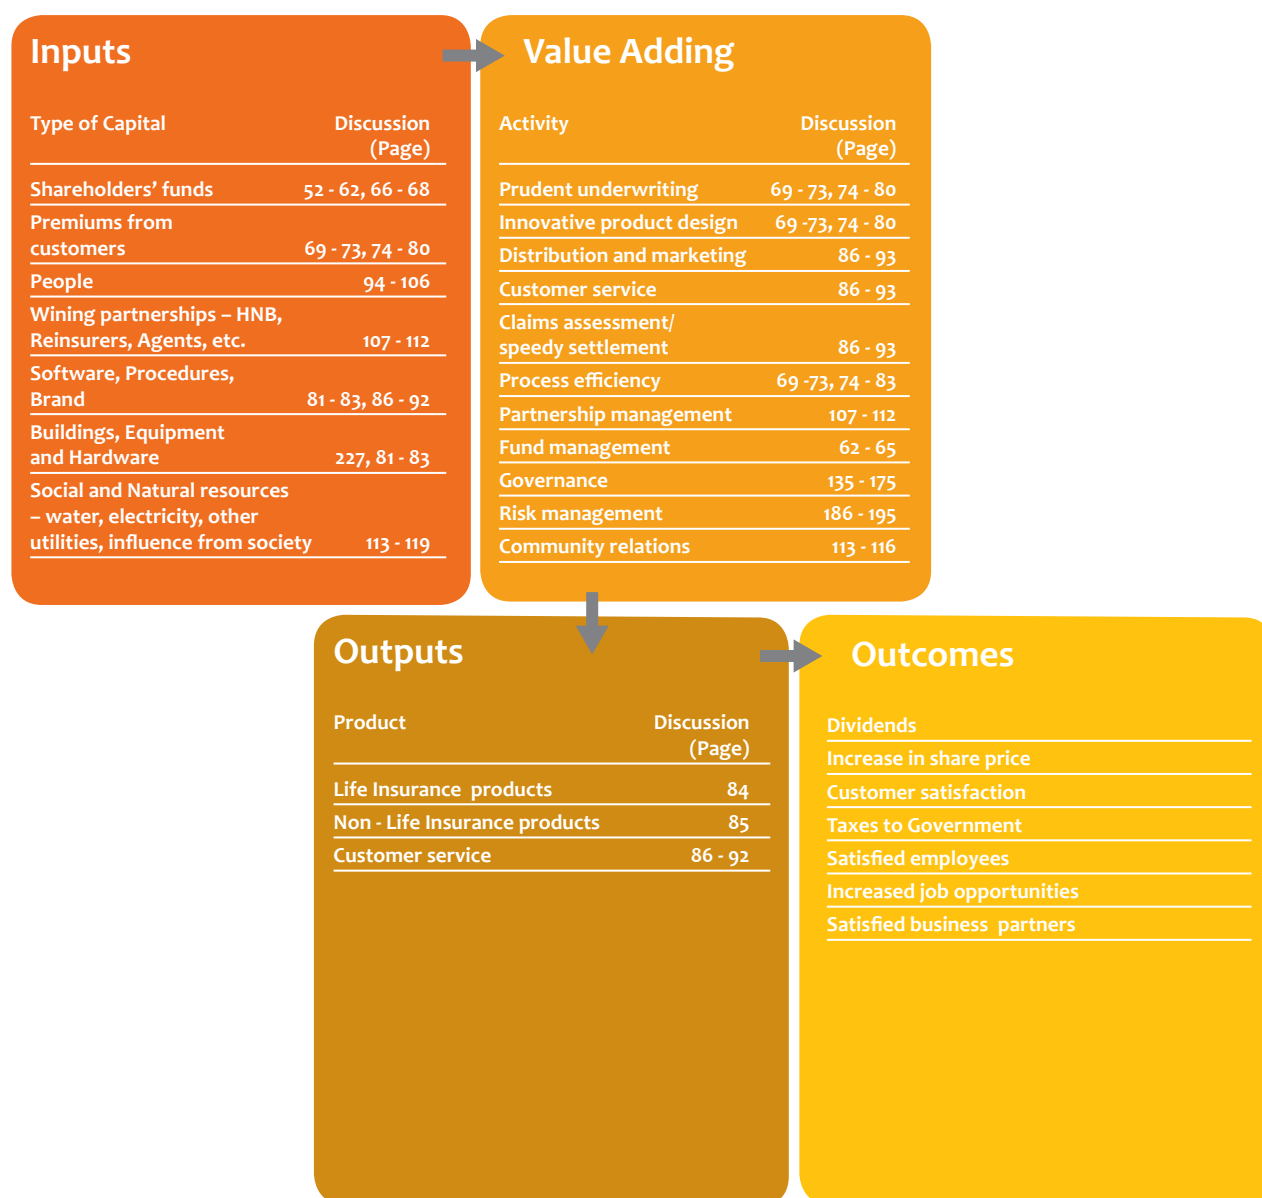 Inputs
Type of Capital Discussion
(Page)
Shareholders’ funds 52 - 62, 66 - 68
Premiums from
customers 69 - 73, 74 - 80
People 94 - 106
Wining partnerships – HNB,
Reinsurers, Agents, etc. 107 - 112
Software, Procedures,
Brand 81 - 83, 86 - 92
Buildings, Equipment
and Hardware 227, 81 - 83
Social and Natural resources
– water, electricity, other
utilities, influence from society 113 - 119
Value Adding
Activity Discussion
(Page)
Prudent underwriting 69 - 73, 74 - 80
Innovative product design 69 -73, 74 - 80
Distribution and marketing 86 - 93
Customer service 86 - 93
Claims assessment/
speedy settlement 86 - 93
Process efficiency 69 -73, 74 - 83
Partnership management 107 - 112
Fund management 62 - 65
Governance 135 - 175
Risk management 186 - 195
Community relations 113 - 116
Outputs
Product Discussion
(Page)
Life Insurance products 84
Non - Life Insurance products 85
Customer service 86 - 92
Outcomes
Dividends
Increase in share price
Customer satisfaction
Taxes to Government
Satisfied employees
Increased job opportunities
Satisfied business partners